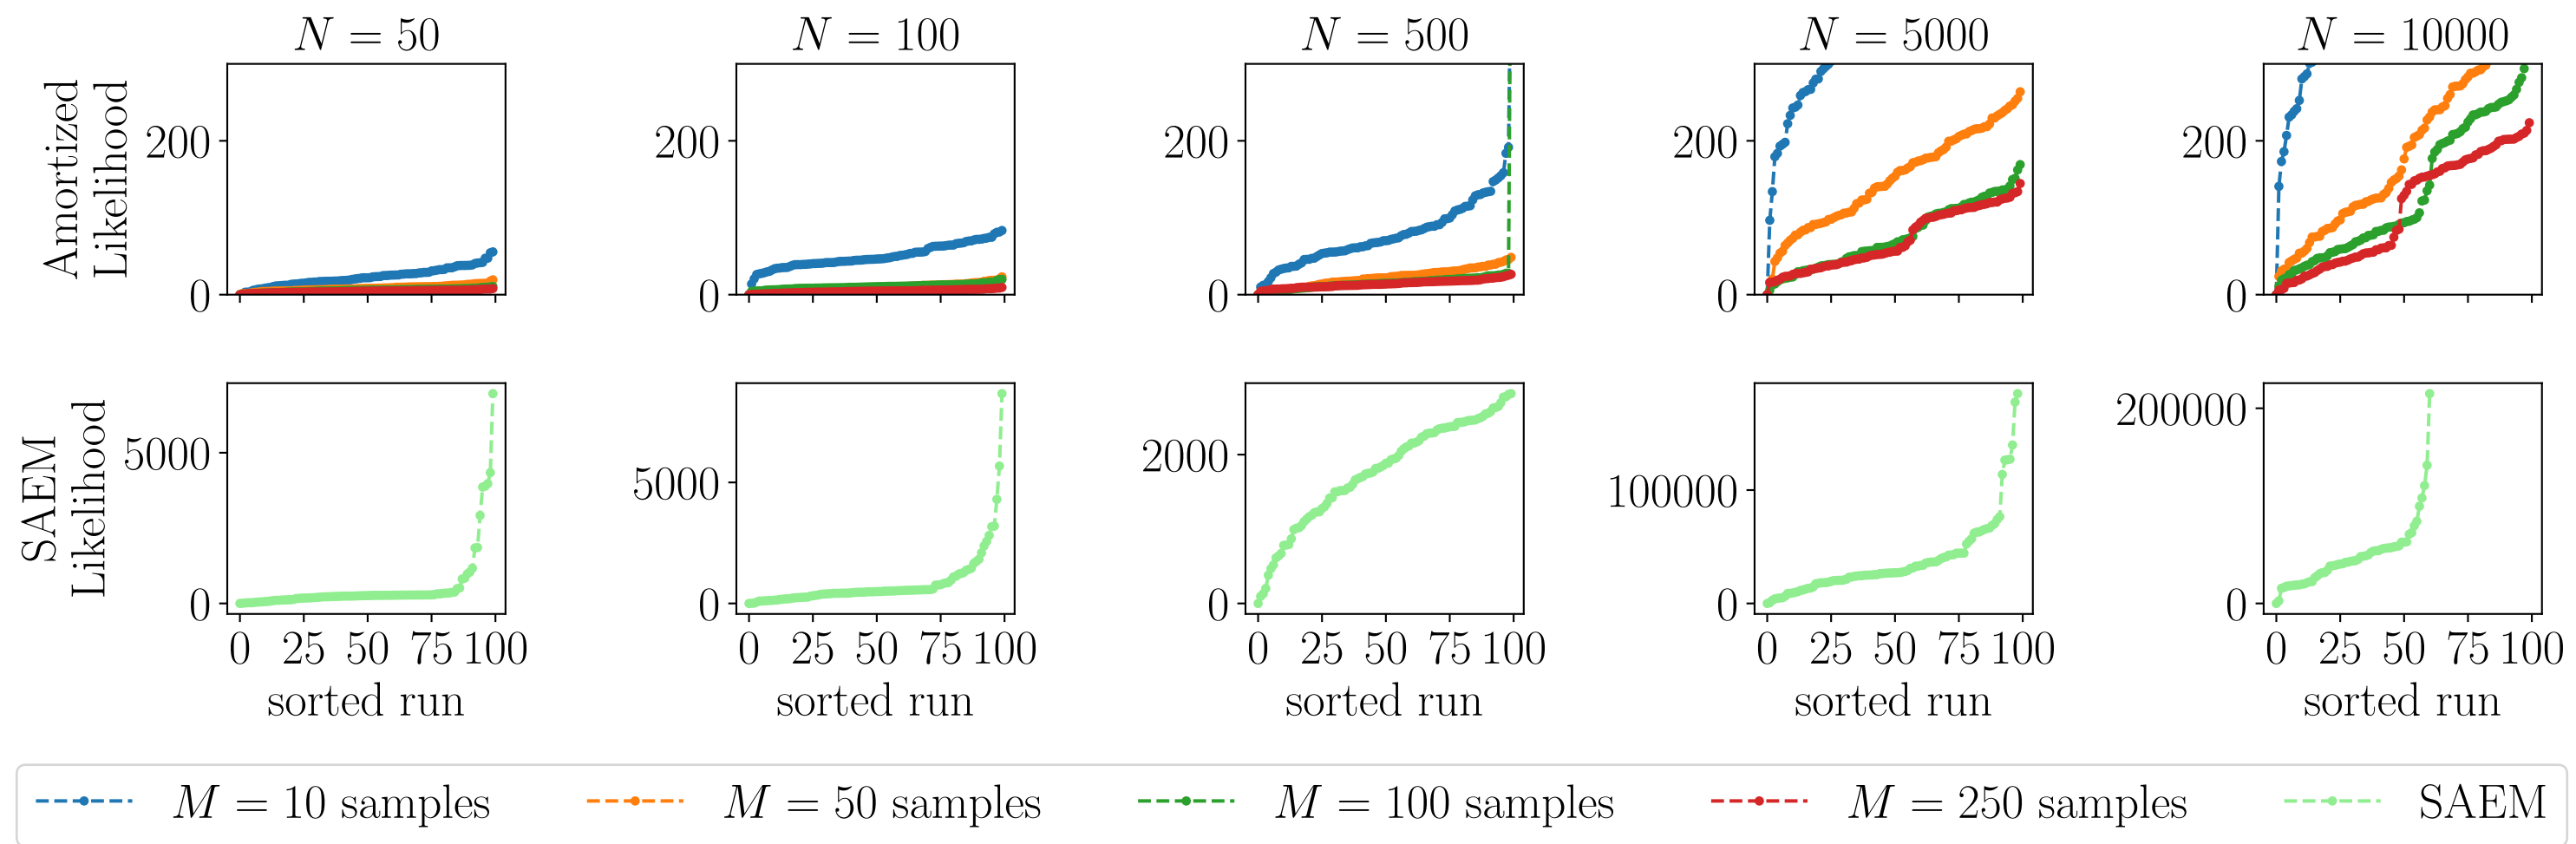 N = 50
N = 100
N = 500
N = 5000
N = 10000
Amortized
Likelihood
200
0
200
0
200
0
200
0
200
0
SAEM
Likelihood
5000
0
5000
0
2000
0
100000
0
200000
0
0 25 50 75 100
0 25 50 75 100
0 25 50 75 100
0 25 50 75 100
0 25 50 75 100
sorted run
sorted run
sorted run
sorted run
sorted run
M = 10 samples
M = 50 samples
M = 100 samples
M = 250 samples
SAEM